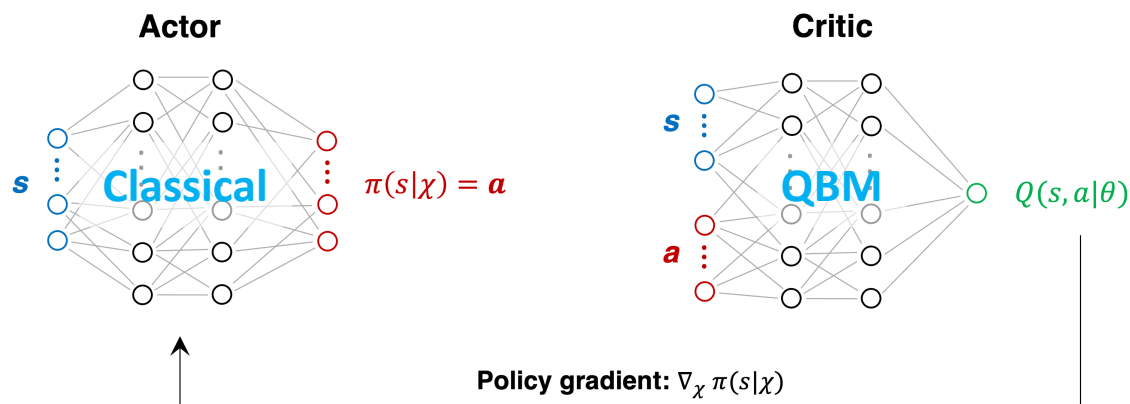 Actor
Critic
s
Classical
π(s|χ) = a
s
a
QBM
Q(s, a|θ)
Policy gradient: ∇χ π(s|χ)